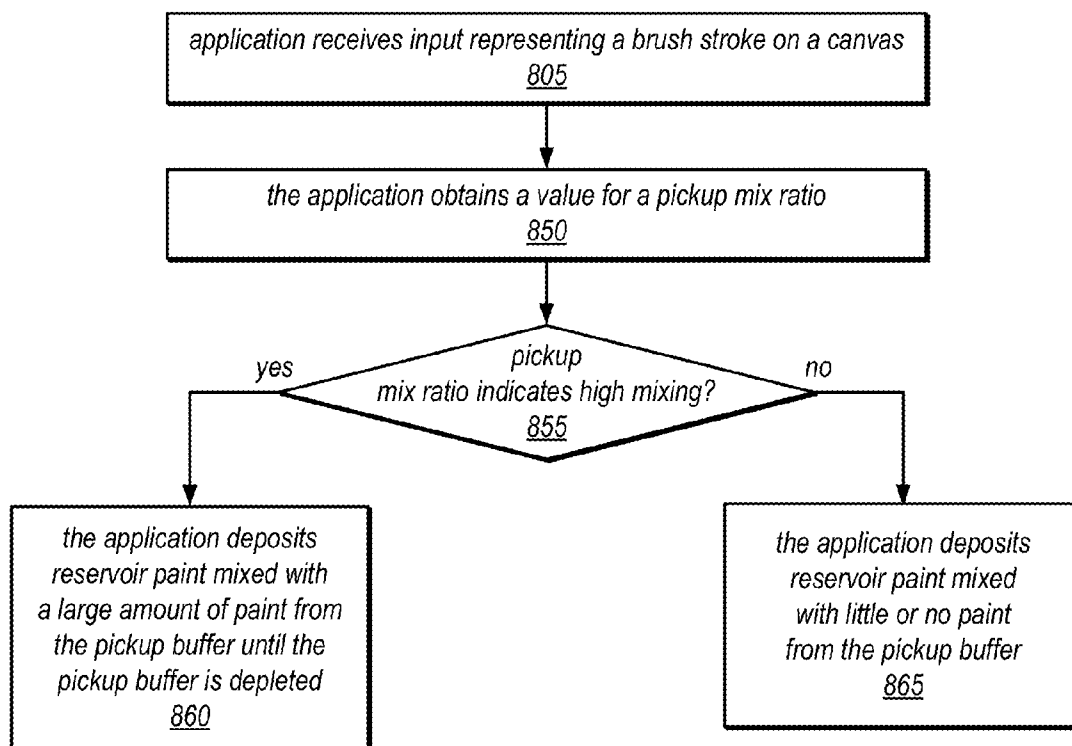 application receives input representing a brush stroke on a canvas
805
the application obtains a value for a pickup mix ratio
850
pickup
yes
no
mix ratio indicates high mixing?
855
the application deposits
reservoir paint mixed with
a large amount of paint from
the pickup buffer until the
pickup buffer is depleted
860
the application deposits
reservoir paint mixed
with little or no paint
from the pickup buffer
865